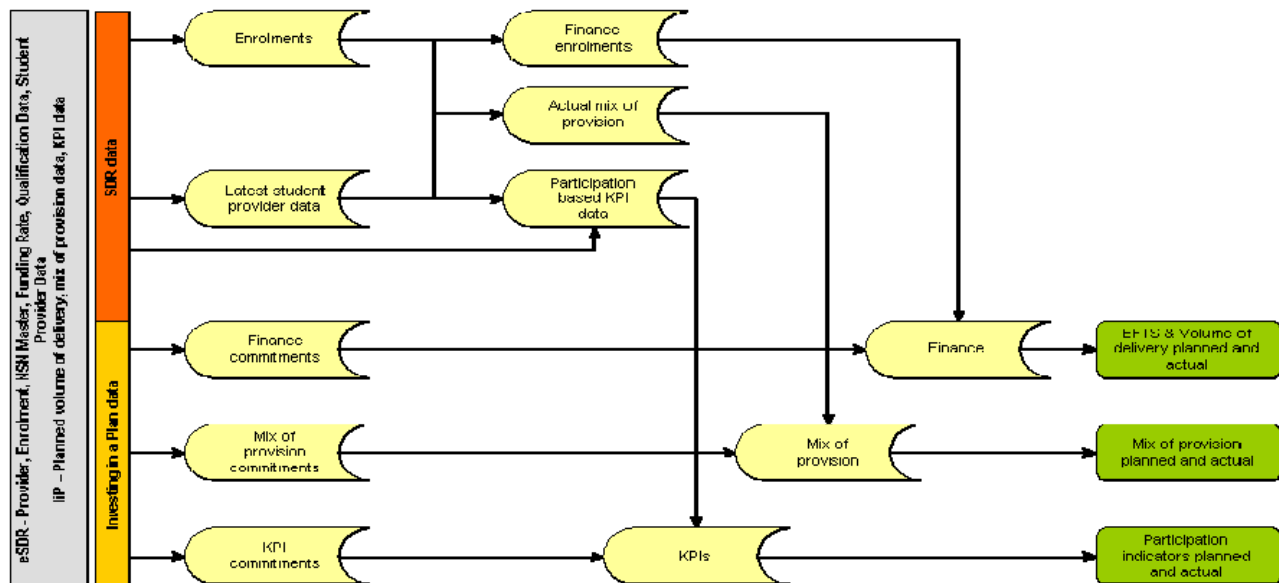 eSDR - Provider, Enrolment, NSN Master, Funding Rate, Qualification Data, Student
Provider Data
IiP – Planned volume of delivery, mix of provision data, KPI data
SDR data
Investing in a Plan data
Enrolments
Finance
enrolments
Actual mix of
provision
Latest student
provider data
Participation
based KPI
data
Finance
commitments
Finance
EFTS & Volume of
delivery planned and
actual
Mix of
provision
commitments
Mix of
provision
Mix of provision
planned and actual
KPI
commitments
KPIs
Participation
indicators planned
and actual